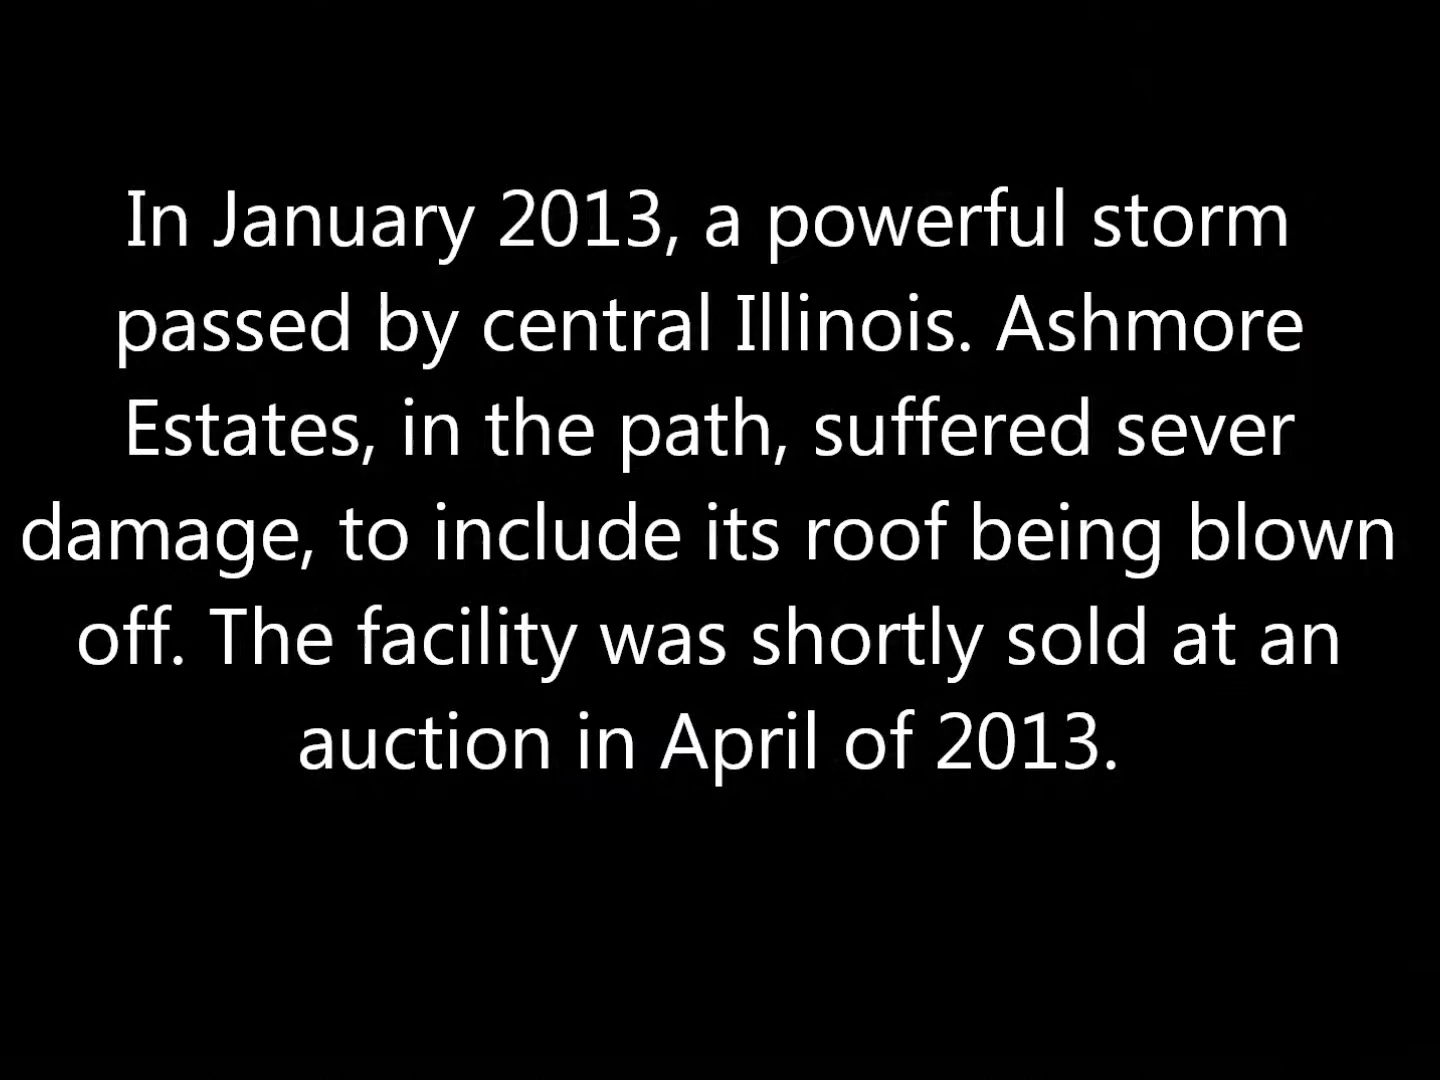 In January 2013, a powerful storm
passed by central Illinois. Ashmore
Estates, in the path, suffered sever
damage, to include its roof being blown
off. The facility was shortly sold at an
auction in April of 2013.